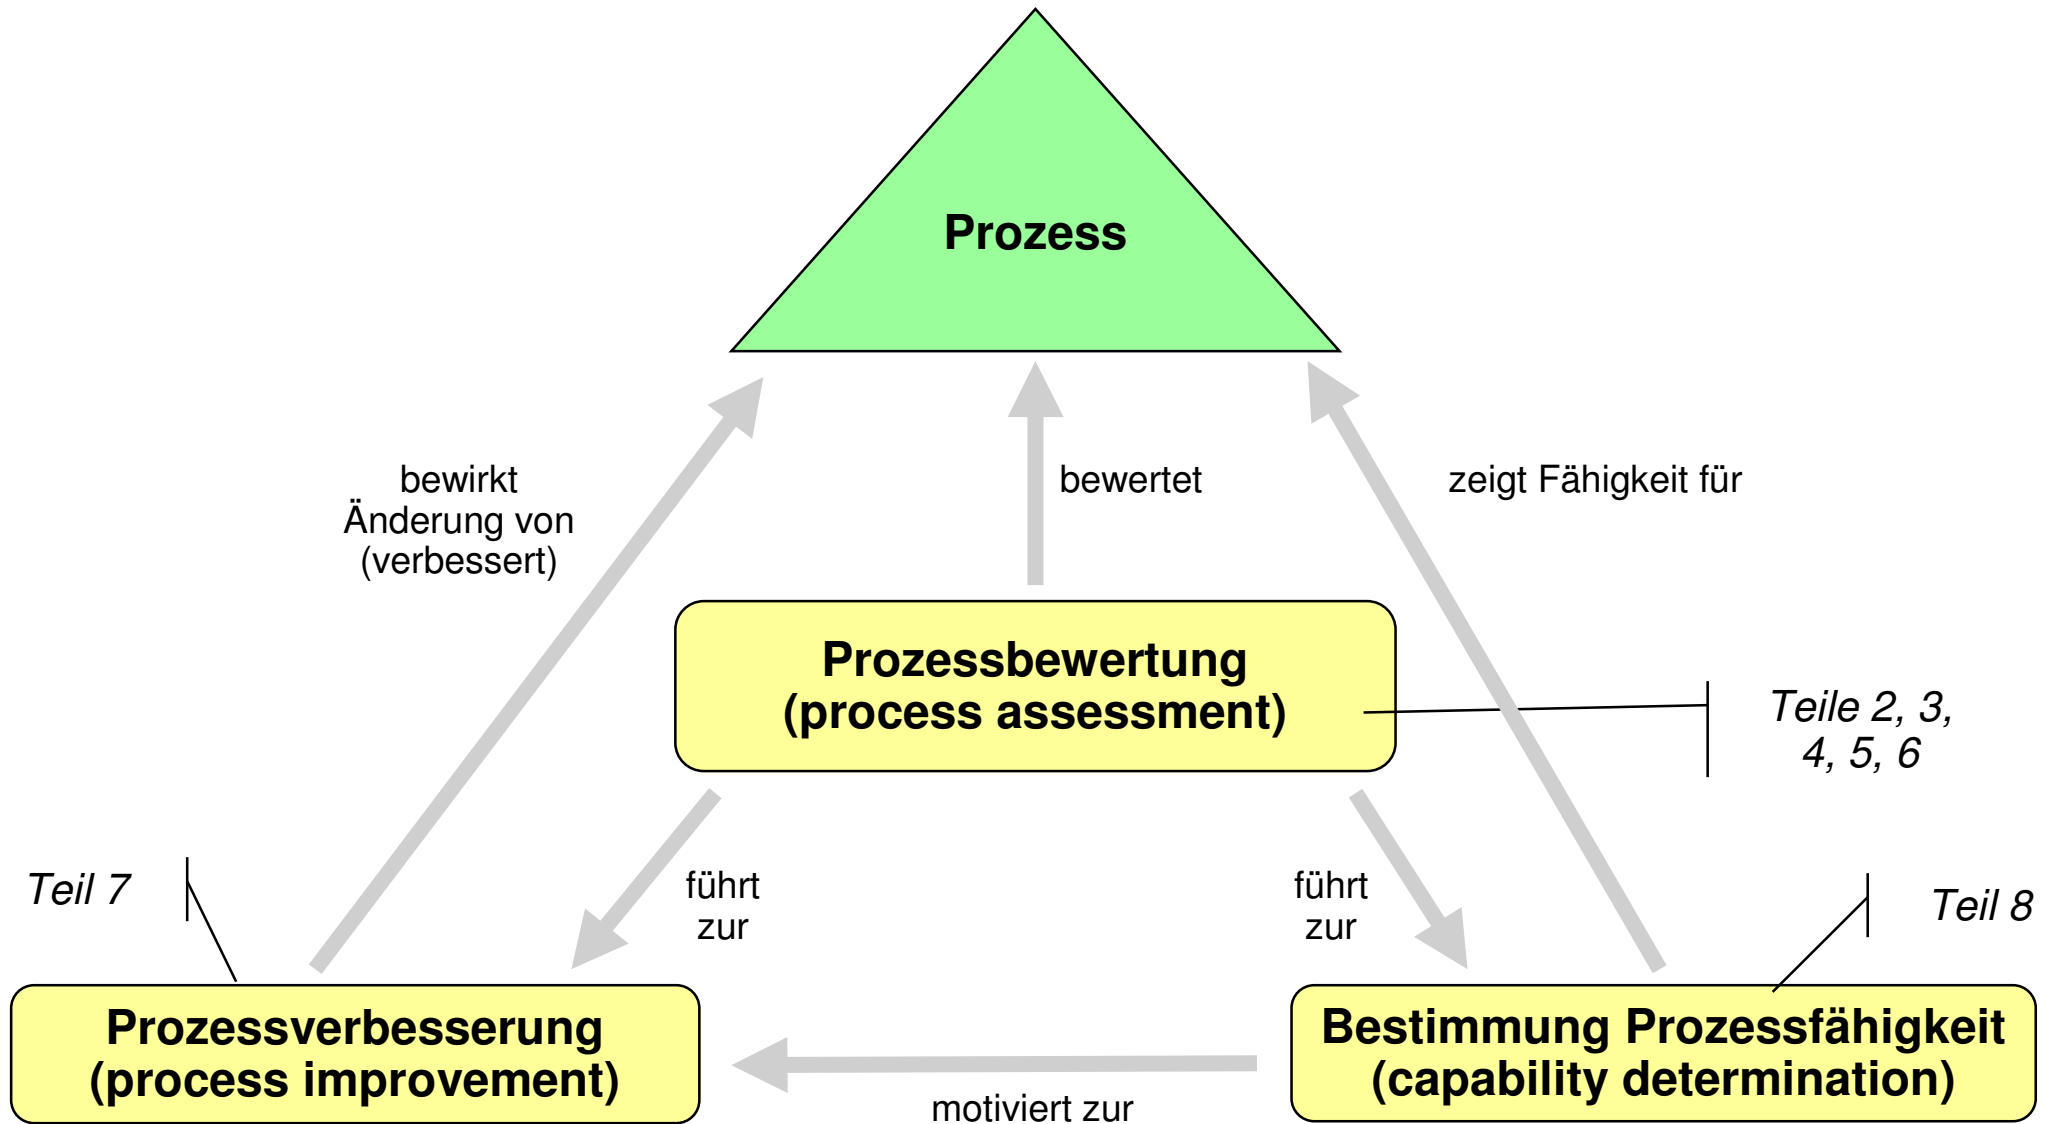 Prozess
bewirkt
Änderung von
(verbessert)
bewertet
zeigt Fähigkeit für
Prozessbewertung
(process assessment)
Teile 2, 3,
4, 5, 6
Teil 7
führt
zur
führt
zur
Teil 8
Prozessverbesserung
(process improvement)
motiviert zur
Bestimmung Prozessfähigkeit
(capability determination)